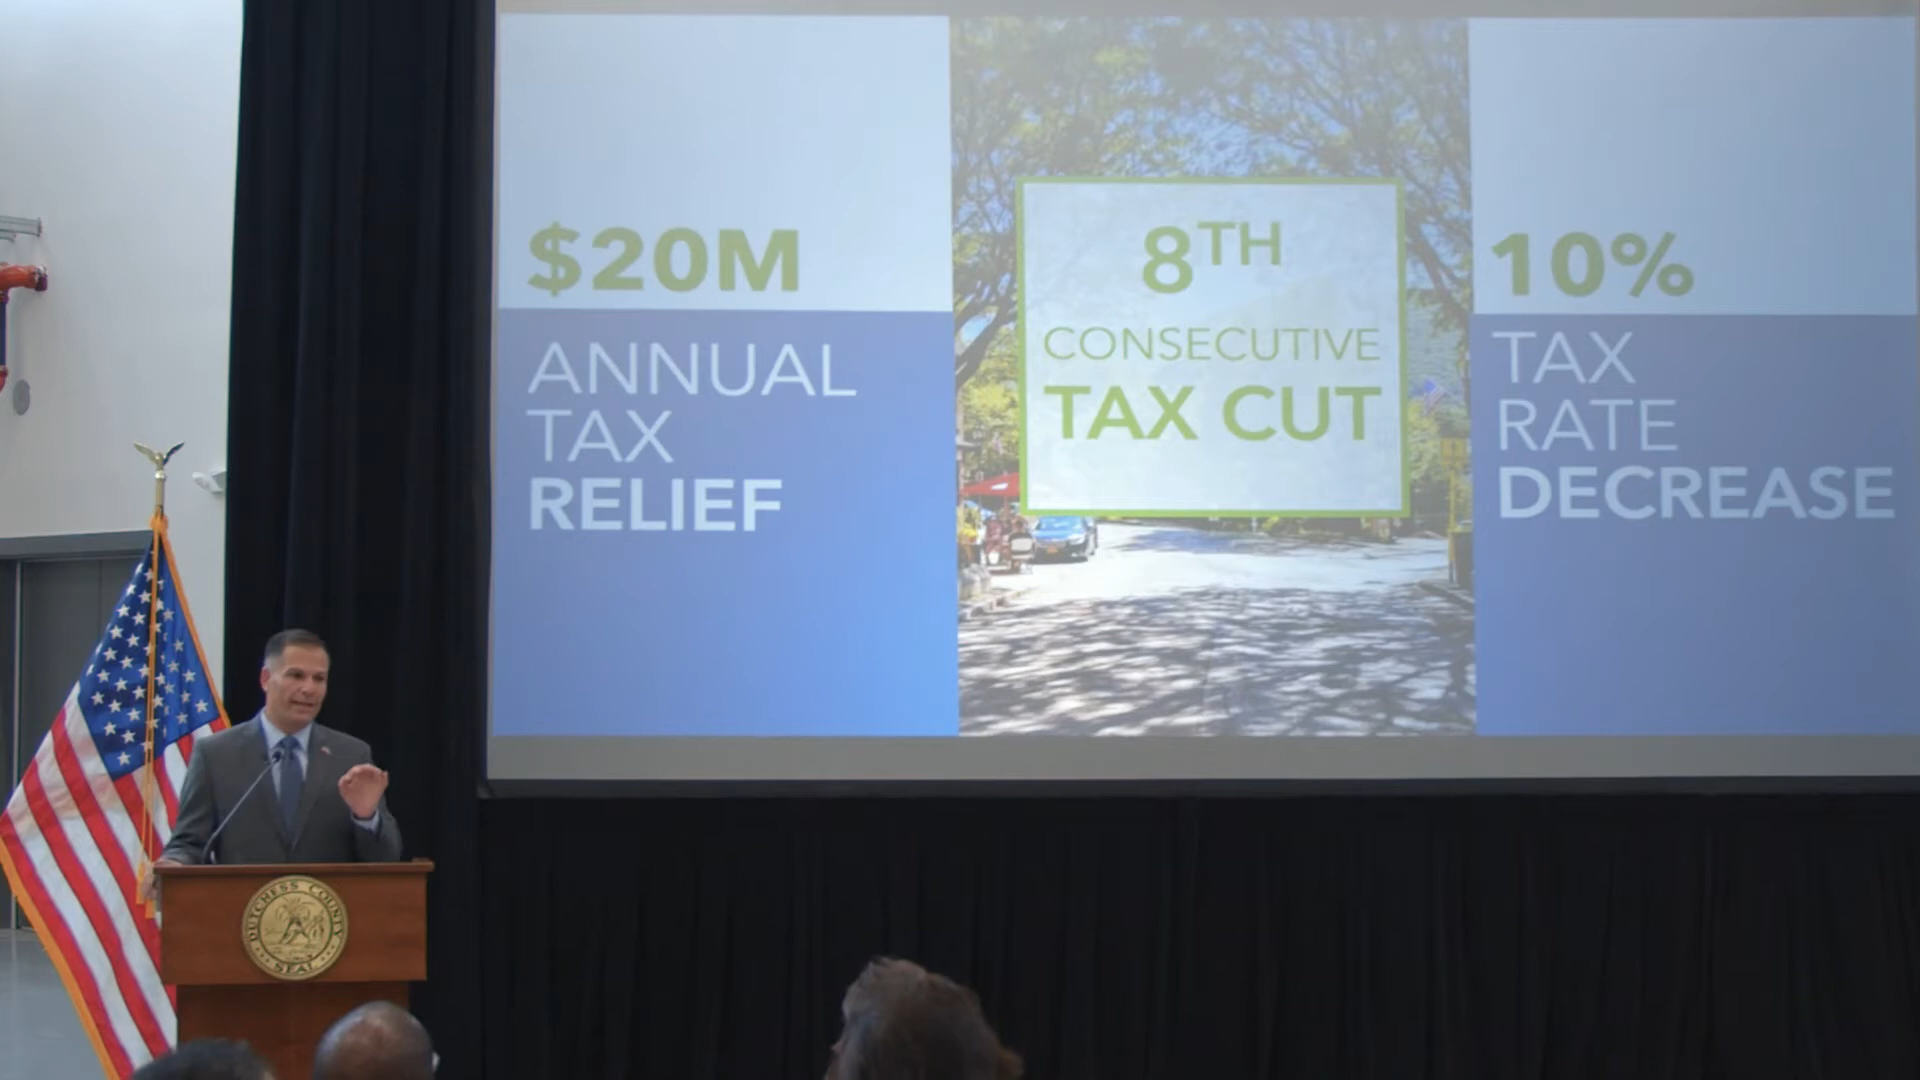 $20M
ANNUAL
TAX
RELIEF
8TH
CONSECUTIVE
TAX CUT
10%
TAX
RATE
DECREASE
DUTCHESS COUNTY
SEAL